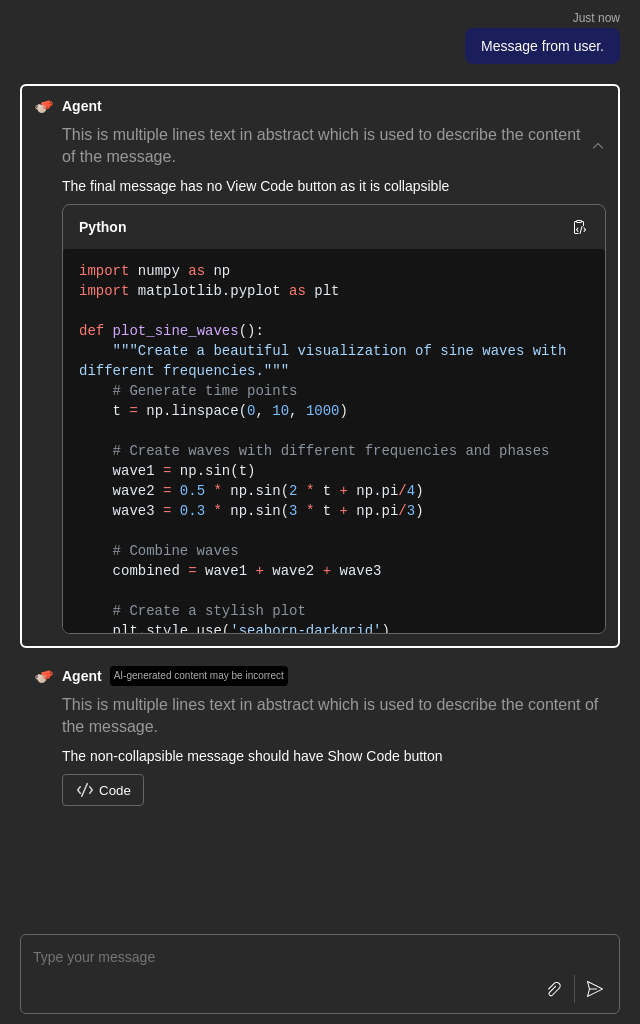 Just now
Message from user.
Agent
This is multiple lines text in abstract which is used to describe the content
of the message.
The final message has no View Code button as it is collapsible
Python
import numpy as np
import matplotlib.pyplot as plt
def plot_sine_waves():
    """Create a beautiful visualization of sine waves with
different frequencies."""
    # Generate time points
    t = np.linspace(0, 10, 1000)
    # Create waves with different frequencies and phases
    wave1 = np.sin(t)
    wave2 = 0.5 * np.sin(2 * t + np.pi/4)
    wave3 = 0.3 * np.sin(3 * t + np.pi/3)
    # Combine waves
    combined = wave1 + wave2 + wave3
    # Create a stylish plot
    plt.style.use('seaborn-darkgrid')
Agent AI-generated content may be incorrect
This is multiple lines text in abstract which is used to describe the content of
the message.
The non-collapsible message should have Show Code button
Code
Type your message